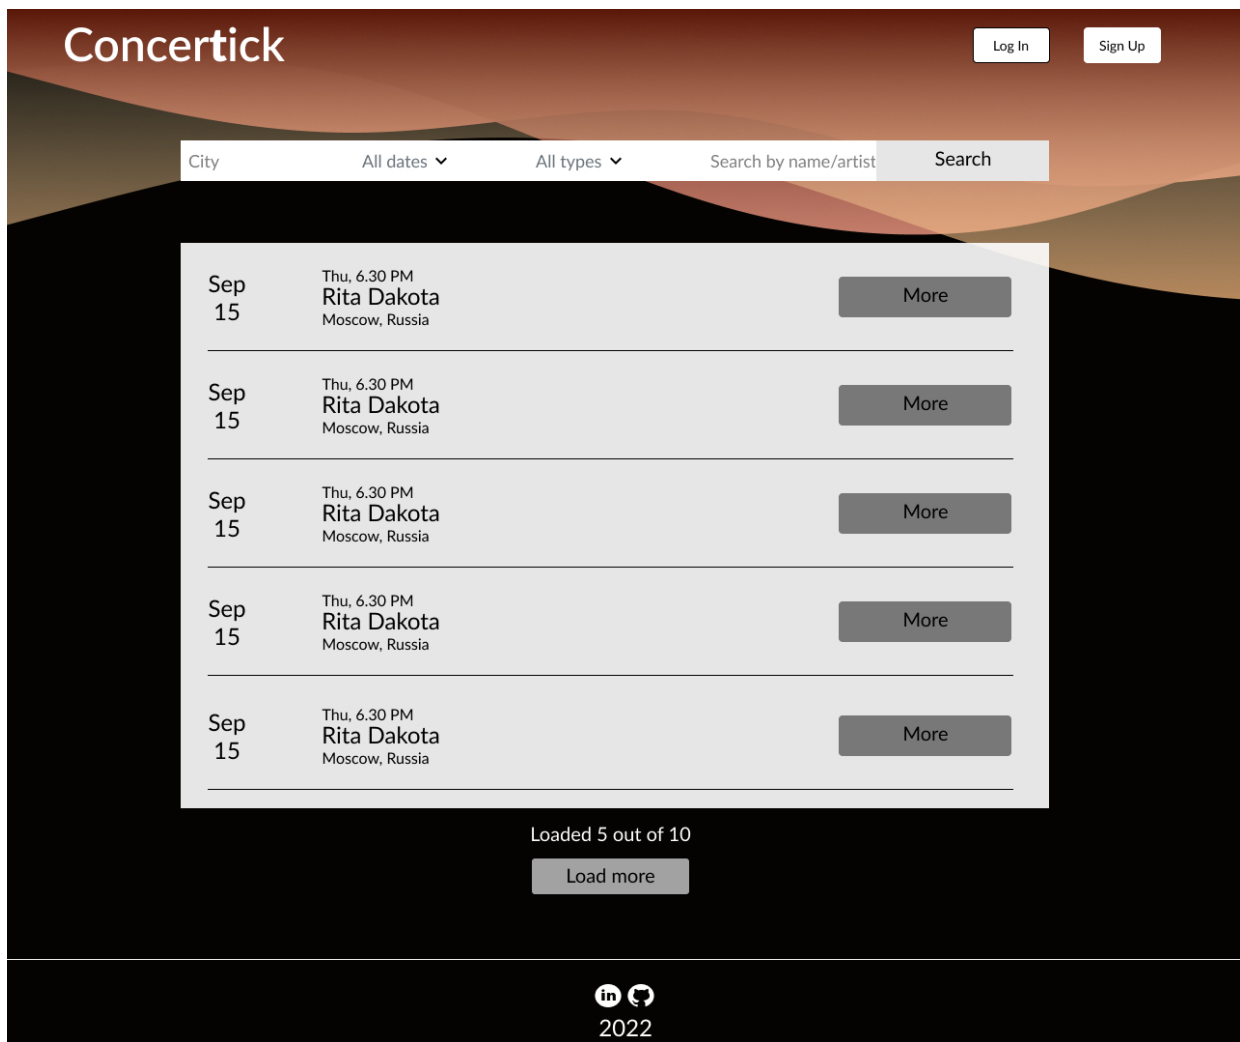 Concertick
Log In
Sign Up
City
All dates
All types
Search by name/artist
Search
Sep
15
Thu, 6.30 PM
Rita Dakota
Moscow, Russia
More
Sep
15
Thu, 6.30 PM
Rita Dakota
Moscow, Russia
More
Sep
15
Thu, 6.30 PM
Rita Dakota
Moscow, Russia
More
Sep
15
Thu, 6.30 PM
Rita Dakota
Moscow, Russia
More
Sep
15
Thu, 6.30 PM
Rita Dakota
Moscow, Russia
More
Loaded 5 out of 10
Load more
in
2022